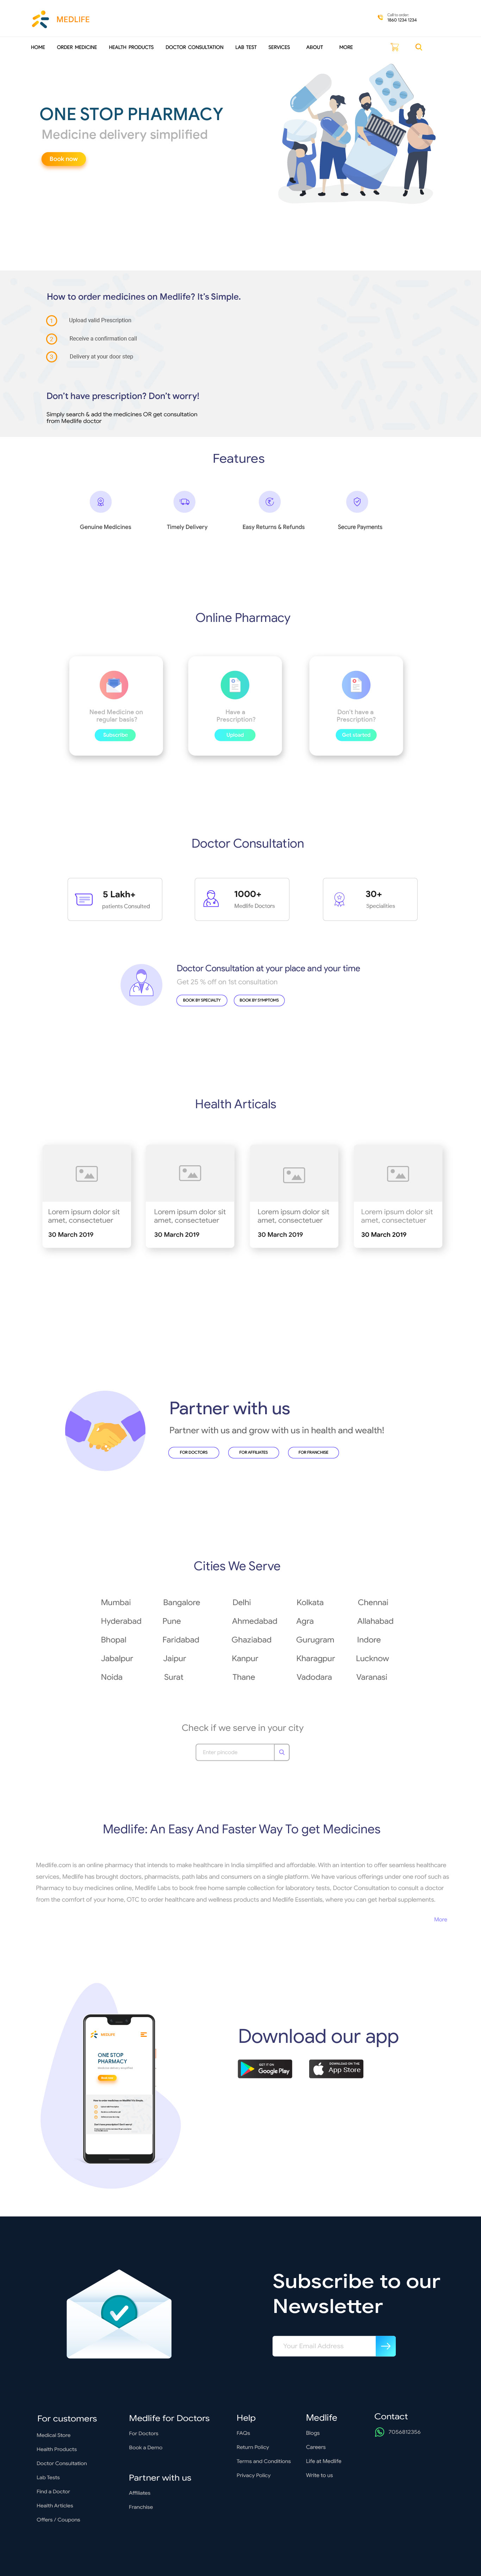 MEDLIFE
Call to order:
1860 1234 1234
HOME ORDER MEDICINE HEALTH PRODUCTS DOCTOR CONSULTATION LAB TEST SERVICES ABOUT MORE
ONE STOP PHARMACY
Medicine delivery simplified
Book now
How to order medicines on Medlife? It's Simple.
1 Upload valid Prescription
2 Receive a confirmation call
3 Delivery at your door step
Don't have prescription? Don't worry!
Simply search & add the medicines OR get consultation
from Medlife doctor
Features
Genuine Medicines Timely Delivery Easy Returns & Refunds Secure Payments
Online Pharmacy
Need Medicine on
regular basis?
Subscribe
Have a
Prescription?
Upload
Don't have a
Prescription?
Get started
Doctor Consultation
5 Lakh+
patients Consulted
1000+
Medlife Doctors
30+
Specialities
Doctor Consultation at your place and your time
Get 25 % off on 1st consultation
BOOK BY SPECIALTY BOOK BY SYMPTOMS
Health Articals
Lorem ipsum dolor sit
amet, consectetuer
30 March 2019
Lorem ipsum dolor sit
amet, consectetuer
30 March 2019
Lorem ipsum dolor sit
amet, consectetuer
30 March 2019
Lorem ipsum dolor sit
amet, consectetuer
30 March 2019
Partner with us
Partner with us and grow with us in health and wealth!
FOR DOCTORS FOR AFFILIATES FOR FRANCHISE
Cities We Serve
Mumbai Bangalore Delhi Kolkata Chennai
Hyderabad Pune Ahmedabad Agra Allahabad
Bhopal Faridabad Ghaziabad Gurugram Indore
Jabalpur Jaipur Kanpur Kharagpur Lucknow
Noida Surat Thane Vadodara Varanasi
Check if we serve in your city
Enter pincode
Medlife: An Easy And Faster Way To get Medicines
Medlife.com is an online pharmacy that intends to make healthcare in India simplified and affordable. With an intention to offer seamless healthcare
services, Medlife has brought doctors, pharmacists, path labs and consumers on a single platform. We have various offerings under one roof such as
Pharmacy to buy medicines online, Medlife Labs to book free home sample collection for laboratory tests, Doctor Consultation to consult a doctor
from the comfort of your home, OTC to order healthcare and wellness products and Medlife Essentials, where you can get herbal supplements.
More
MEDLIFE
ONE STOP
PHARMACY
Download our app
GET IT ON
Google Play
DOWNLOAD ON THE
App Store
Subscribe to our
Newsletter
Your Email Address
For customers
Medical Store
Health Products
Doctor Consultation
Lab Tests
Find a Doctor
Health Articles
Offers / Coupons
Medlife for Doctors
For Doctors
Book a Demo
Partner with us
Affiliates
Franchise
Help
FAQs
Return Policy
Terms and Conditions
Privacy Policy
Medlife
Blogs
Careers
Life at Medlife
Write to us
Contact
7056812356